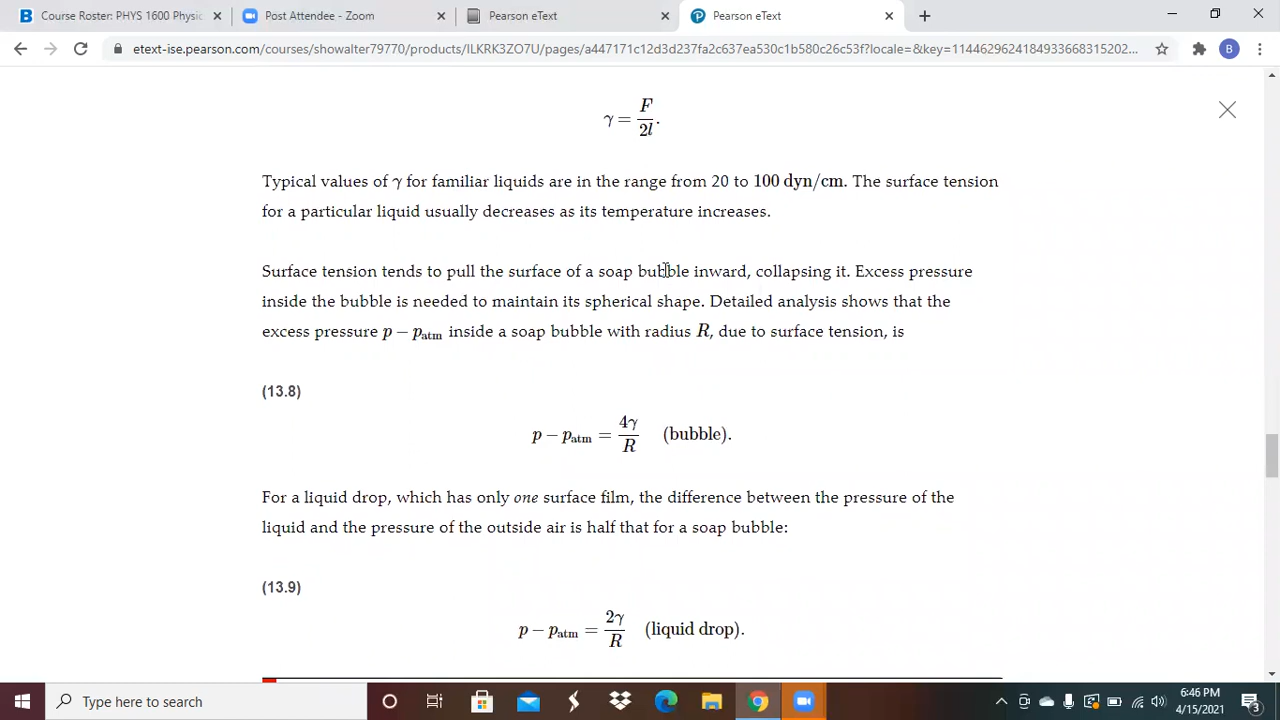 Course Roster: PHYS 1600 Physic
Post Attendee - Zoom
Pearson eText
Pearson eText
etext-ise.pearson.com/courses/showalter79770/products/ILKRK3ZO7U/pages/a447171c12d3d237fa2c637ea530c1b580c26c53f?locale=&key=11446296241849336683152​02...
B
γ = F/2l.
Typical values of γ for familiar liquids are in the range from 20 to 100 dyn/cm. The surface tension
for a particular liquid usually decreases as its temperature increases.
Surface tension tends to pull the surface of a soap bubble inward, collapsing it. Excess pressure
inside the bubble is needed to maintain its spherical shape. Detailed analysis shows that the
excess pressure p − patm inside a soap bubble with radius R, due to surface tension, is
(13.8)
p − patm = 4γ/R (bubble).
For a liquid drop, which has only one surface film, the difference between the pressure of the
liquid and the pressure of the outside air is half that for a soap bubble:
(13.9)
p − patm = 2γ/R (liquid drop).
Type here to search
6:46 PM
4/15/2021
3